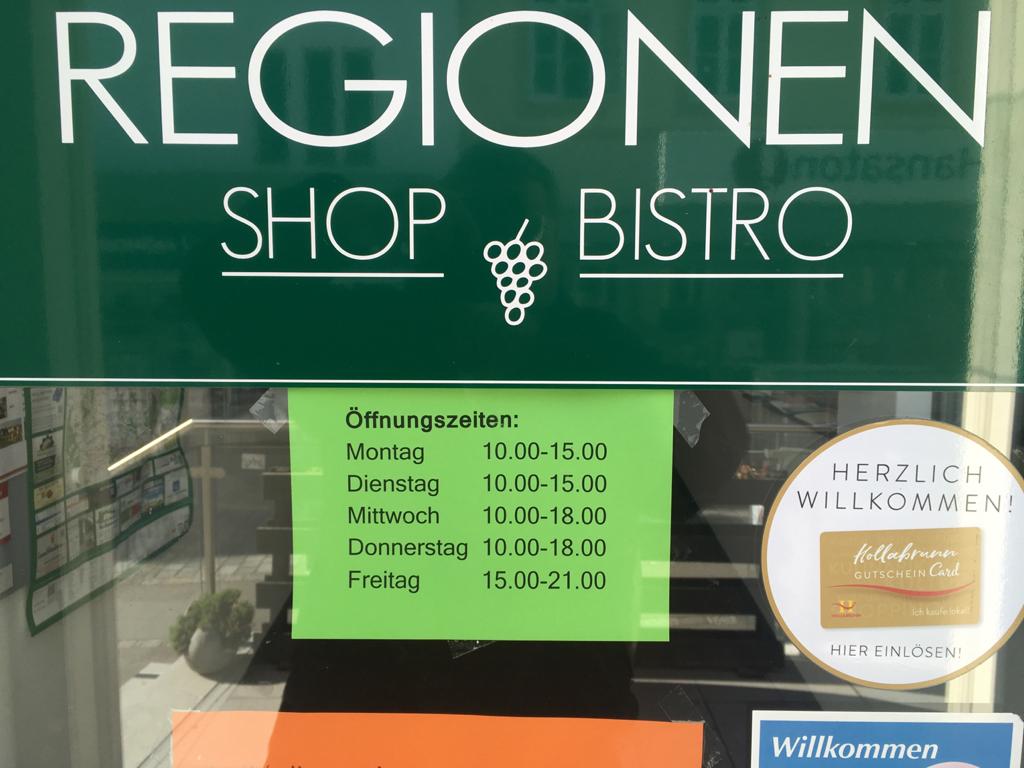 REGIONEN
SHOP BISTRO
Öffnungszeiten:
Montag 10.00-15.00
Dienstag 10.00-15.00
Mittwoch 10.00-18.00
Donnerstag 10.00-18.00
Freitag 15.00-21.00
HERZLICH
WILLKOMMEN!
Hollabrunn
GUTSCHEIN Card
Ich kaufe lokal!
HIER EINLÖSEN!
Willkommen